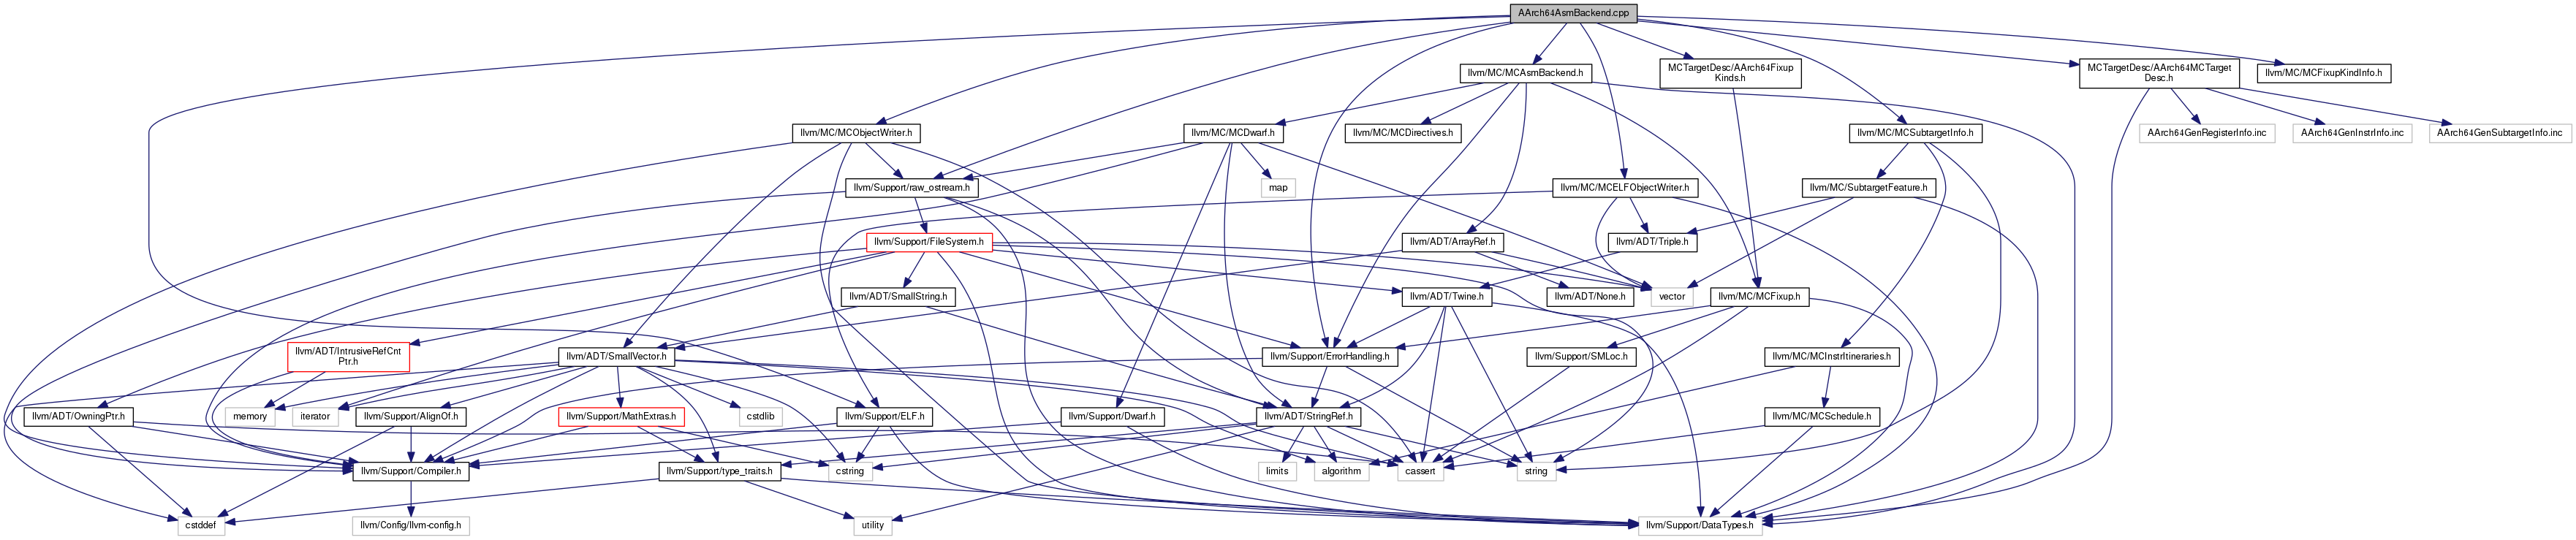 AArch64AsmBackend.cpp
llvm/MC/MCAsmBackend.h
MCTargetDesc/AArch64Fixup
Kinds.h
MCTargetDesc/AArch64MCTarget
Desc.h
llvm/MC/MCFixupKindInfo.h
llvm/MC/MCObjectWriter.h
llvm/MC/MCDwarf.h
llvm/MC/MCDirectives.h
llvm/MC/MCSubtargetInfo.h
AArch64GenRegisterInfo.inc
AArch64GenInstrInfo.inc
AArch64GenSubtargetInfo.inc
llvm/Support/raw_ostream.h
map
llvm/MC/MCELFObjectWriter.h
llvm/MC/SubtargetFeature.h
llvm/Support/FileSystem.h
llvm/ADT/ArrayRef.h
llvm/ADT/Triple.h
llvm/ADT/SmallString.h
llvm/ADT/Twine.h
llvm/ADT/None.h
vector
llvm/MC/MCFixup.h
llvm/ADT/IntrusiveRefCnt
Ptr.h
llvm/ADT/SmallVector.h
llvm/Support/ErrorHandling.h
llvm/Support/SMLoc.h
llvm/MC/MCInstrItineraries.h
llvm/ADT/OwningPtr.h
memory
iterator
llvm/Support/AlignOf.h
llvm/Support/MathExtras.h
cstdlib
llvm/Support/ELF.h
llvm/Support/Dwarf.h
llvm/ADT/StringRef.h
llvm/MC/MCSchedule.h
llvm/Support/Compiler.h
llvm/Support/type_traits.h
cstring
limits
algorithm
cassert
string
cstddef
llvm/Config/llvm-config.h
utility
llvm/Support/DataTypes.h